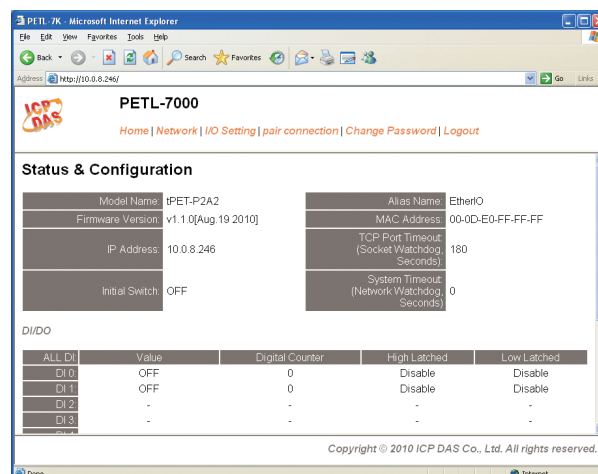 PETL-7K - Microsoft Internet Explorer
File Edit View Favorites Tools Help
Back Search Favorites
Address http://10.0.8.246/ Go Links
ICP DAS
PETL-7000
Home | Network | I/O Setting | pair connection | Change Password | Logout
Status & Configuration
Model Name: tPET-P2A2 Alias Name: EtherIO
Firmware Version: v1.1.0[Aug.19 2010] MAC Address: 00-0D-E0-FF-FF-FF
IP Address: 10.0.8.246 TCP Port Timeout:
(Socket Watchdog, 180
Seconds):
Initial Switch: OFF System Timeout:
(Network Watchdog, 0
Seconds)
DI/DO
ALL DI: Value Digital Counter High Latched Low Latched
DI 0: OFF 0 Disable Disable
DI 1: OFF 0 Disable Disable
DI 2: - - - -
DI 3: - - - -
Copyright © 2010 ICP DAS Co., Ltd. All rights reserved.
Done Internet